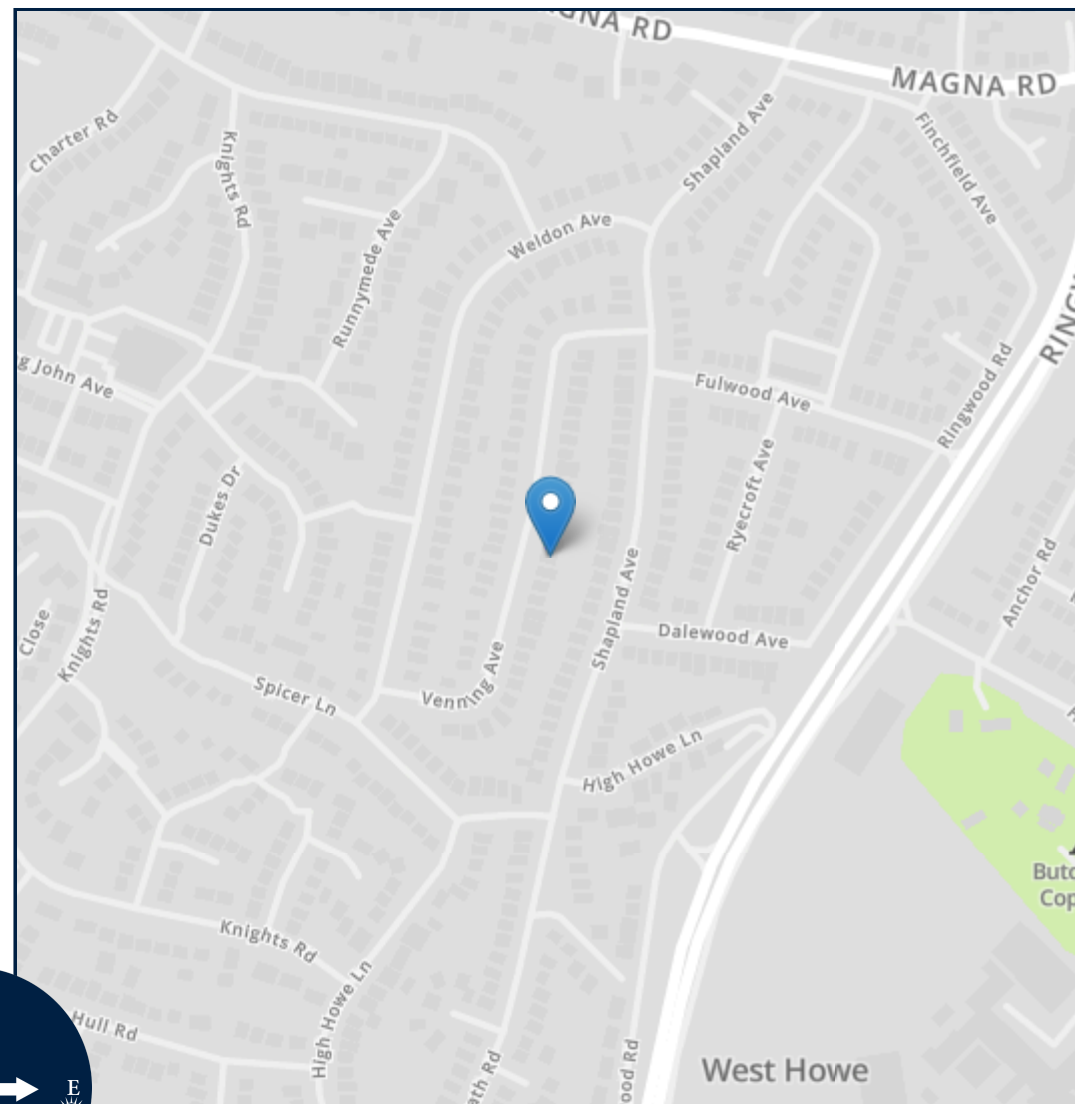 MAGNA RD
Charter Rd
Knights Rd
Shapland Ave
Finchfield Ave
Weldon Ave
Runnymede Ave
John Ave
Fulwood Ave
Ringwood Rd
Dukes Dr
Ryecroft Ave
Anchor Rd
Close
Knights Rd
Shapland Ave
Dalewood Ave
Spicer Ln
Venning Ave
High Howe Ln
Knights Rd
High Howe Ln
Hull Rd
West Howe
Rd
Rd
RD
E